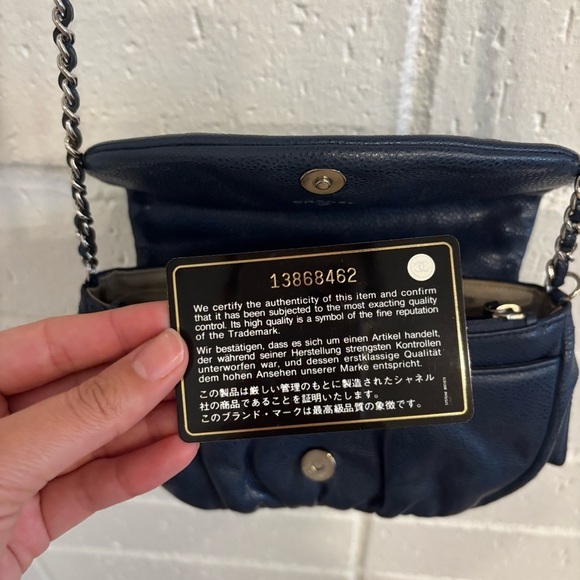 13868462
We certify the authenticity of this item and confirm
that it has been subjected to the most exacting quality
control. Its high quality is a symbol of the fine reputation
of the Trademark.
Wir bestätigen, dass es sich um einen Artikel handelt,
der während seiner Herstellung strengsten Kontrollen
unterworfen war, und dessen erstklassige Qualität
dem hohen Ansehen unserer Marke entspricht.
この製品は厳しい管理のもとに製造されたシャネル
社の商品であることを証明いたします。
このブランド・マークは最高級品質の象徴です。